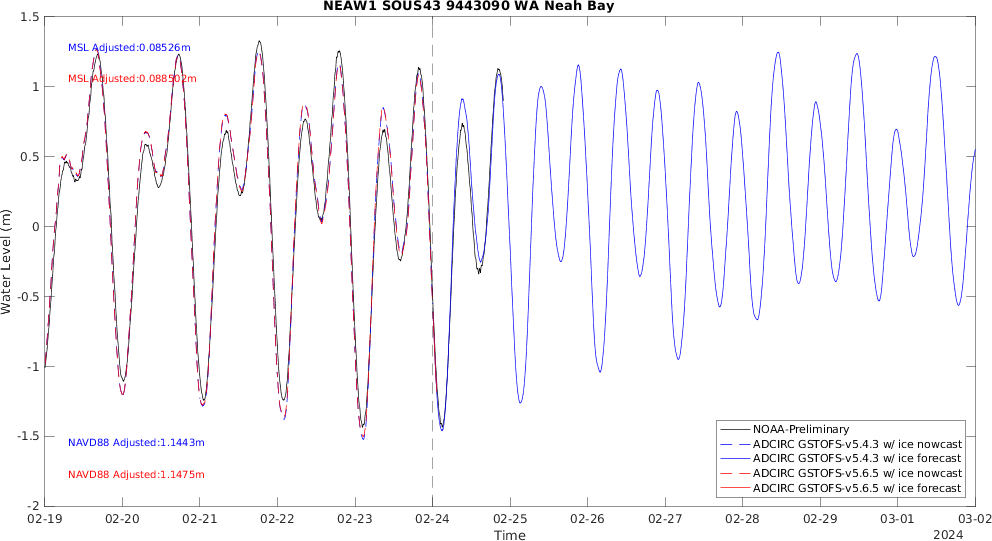 NEAW1 SOUS43 9443090 WA Neah Bay
1.5
MSL Adjusted:0.08526m
MSL Adjusted:0.088502m
1
0.5
0
-0.5
-1
-1.5
-2
Water Level (m)
NAVD88 Adjusted:1.1443m
NAVD88 Adjusted:1.1475m
NOAA-Preliminary
ADCIRC GSTOFS-v5.4.3 w/ ice nowcast
ADCIRC GSTOFS-v5.4.3 w/ ice forecast
ADCIRC GSTOFS-v5.6.5 w/ ice nowcast
ADCIRC GSTOFS-v5.6.5 w/ ice forecast
02-19 02-20 02-21 02-22 02-23 02-24 02-25 02-26 02-27 02-28 02-29 03-01 03-02
Time
2024